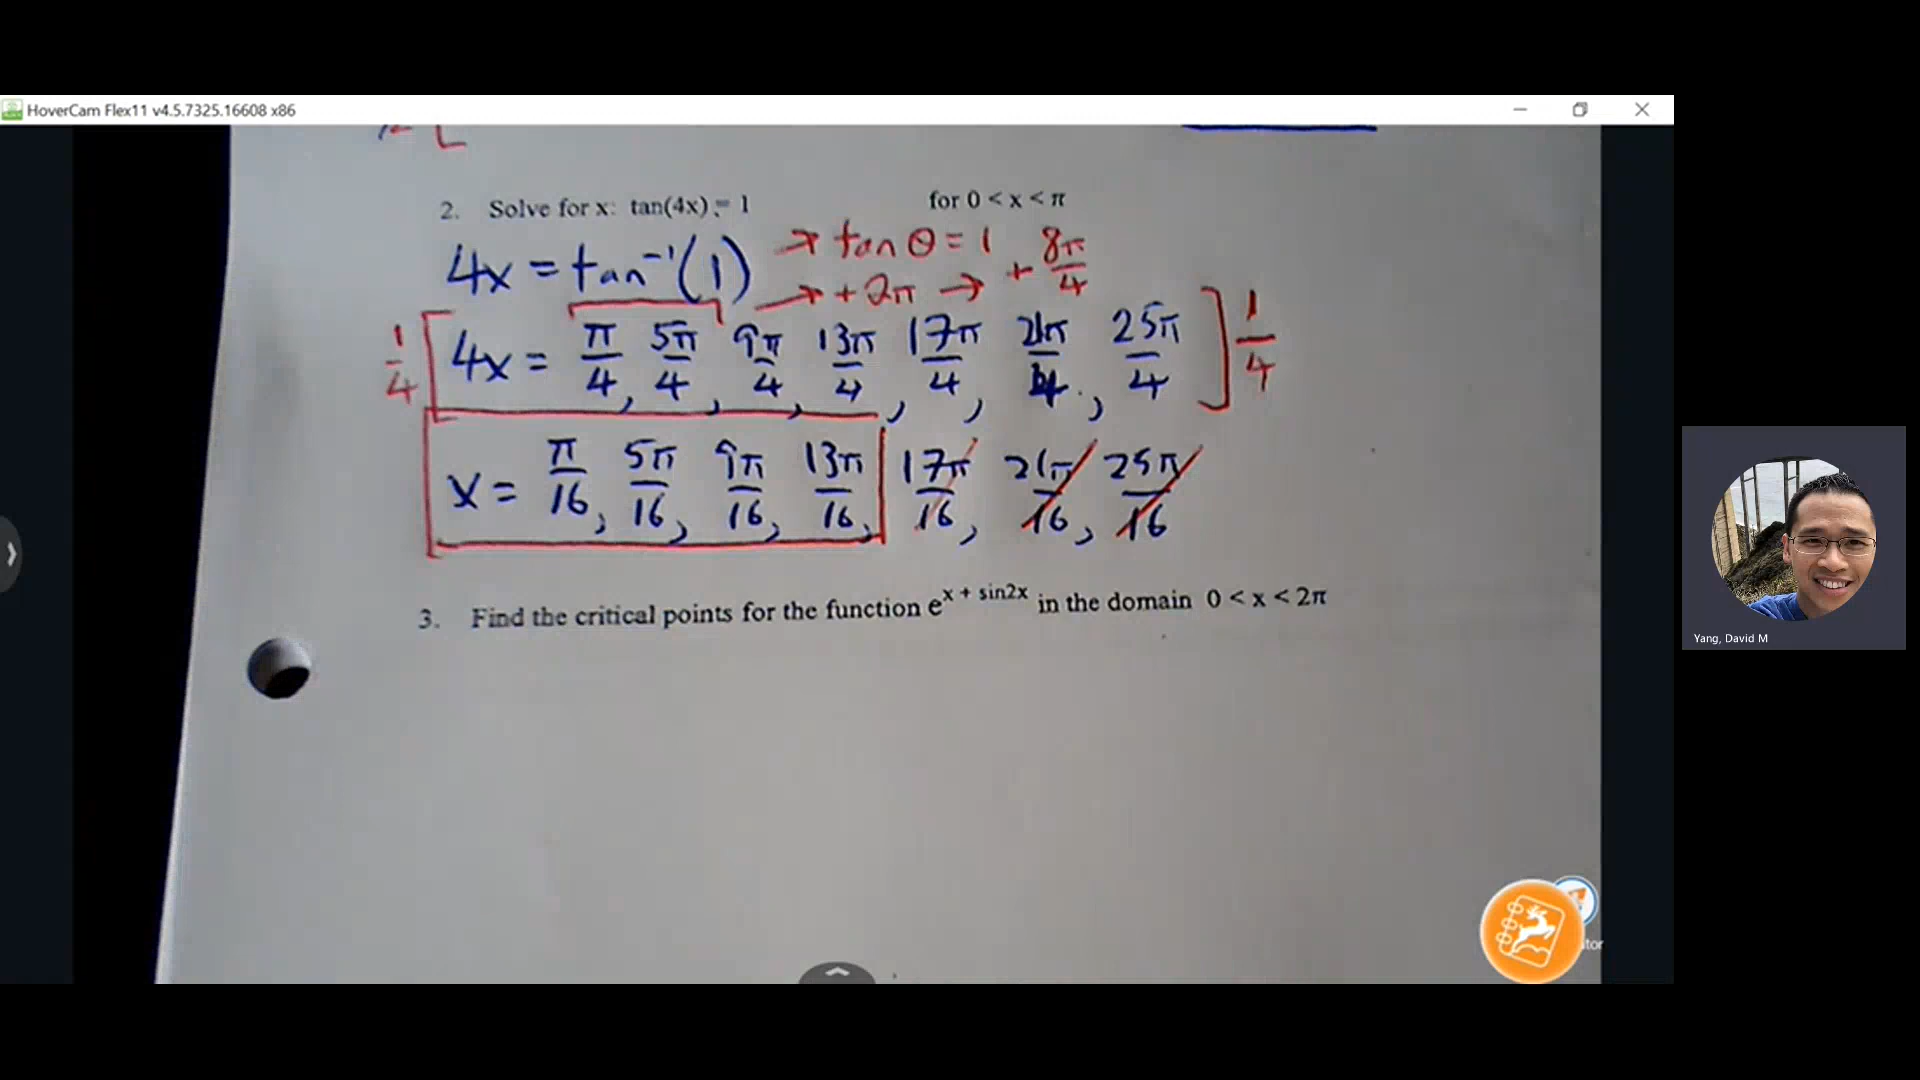 HoverCam Flex11 v4.5.7325.16608 x86
2. Solve for x: tan(4x) = 1 for 0 < x < π
4x = tan⁻¹(1) → tan θ = 1
→ +2π → + 8π/4
1/4 [ 4x = π/4, 5π/4, 9π/4, 13π/4, 17π/4, 21π/4, 25π/4 ] 1/4
x = π/16, 5π/16, 9π/16, 13π/16, 17π/16, 21π/16, 25π/16
3. Find the critical points for the function e^(x + sin2x) in the domain 0 < x < 2π
Yang, David M